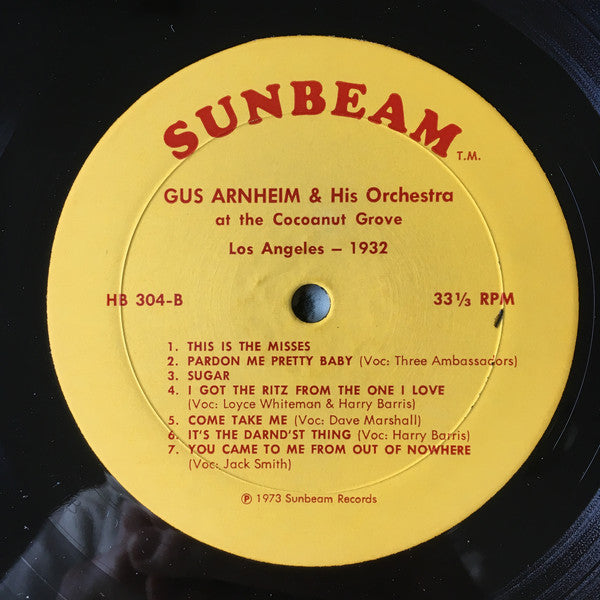 SUNBEAM T.M.
GUS ARNHEIM & His Orchestra
at the Cocoanut Grove
Los Angeles – 1932
HB 304-B 33⅓ RPM
1. THIS IS THE MISSES
2. PARDON ME PRETTY BABY (Voc: Three Ambassadors)
3. SUGAR
4. I GOT THE RITZ FROM THE ONE I LOVE
(Voc: Loyce Whiteman & Harry Barris)
5. COME TAKE ME (Voc: Dave Marshall)
6. IT'S THE DARND'ST THING (Voc: Harry Barris)
7. YOU CAME TO ME FROM OUT OF NOWHERE
(Voc: Jack Smith)
℗ 1973 Sunbeam Records